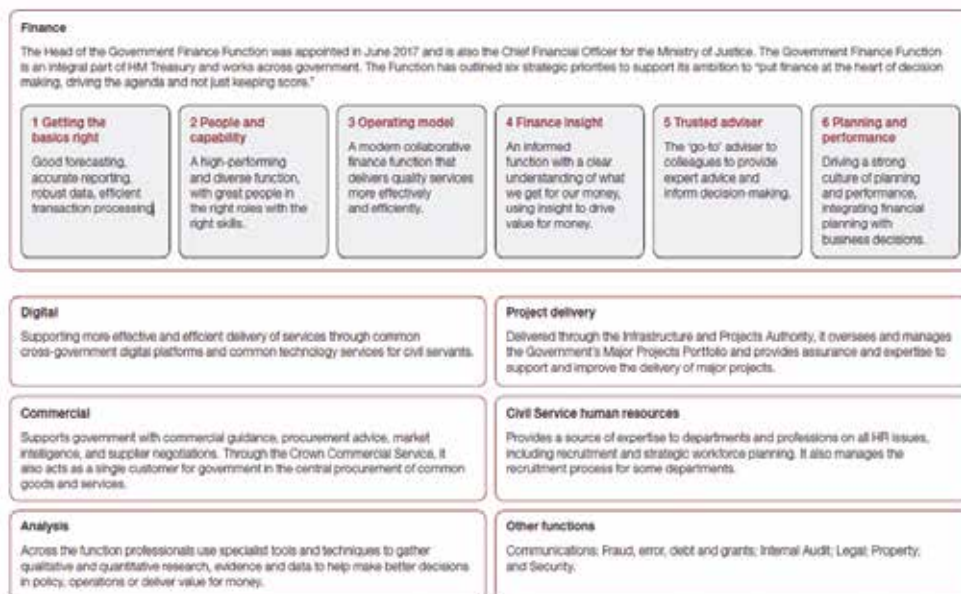 Finance
The Head of the Government Finance Function was appointed in June 2017 and is also the Chief Financial Officer for the Ministry of Justice. The Government Finance Function
is an integral part of HM Treasury and works across government. The Function has outlined six strategic priorities to support its ambition to "put finance at the heart of decision
making, driving the agenda and not just keeping score."
1 Getting the
basics right
Good forecasting,
accurate reporting,
robust data, efficient
transaction processing
2 People and
capability
A high-performing
and diverse function,
with great people in
the right roles with the
right skills.
3 Operating model
A modern collaborative
finance function that
delivers quality services
more effectively
and efficiently.
4 Finance insight
An informed
function with a clear
understanding of what
we get for our money,
using insight to drive
value for money.
5 Trusted adviser
The 'go-to' adviser to
colleagues to provide
expert advice and
inform decision-making.
6 Planning and
performance
Driving a strong
culture of planning
and performance,
integrating financial
planning with
business decisions.
Digital
Supporting more effective and efficient delivery of services through common
cross-government digital platforms and common technology services for civil servants.
Project delivery
Delivered through the Infrastructure and Projects Authority, it oversees and manages
the Government's Major Projects Portfolio and provides assurance and expertise to
support and improve the delivery of major projects.
Commercial
Supports government with commercial guidance, procurement advice, market
intelligence, and supplier negotiations. Through the Crown Commercial Service, it
also acts as a single customer for government in the central procurement of common
goods and services.
Civil Service human resources
Provides a source of expertise to departments and professions on all HR issues,
including recruitment and strategic workforce planning. It also manages the
recruitment process for some departments.
Analysis
Across the function professionals use specialist tools and techniques to gather
qualitative and quantitative research, evidence and data to help make better decisions
in policy, operations or deliver value for money.
Other functions
Communications; Fraud, error, debt and grants; Internal Audit; Legal; Property;
and Security.